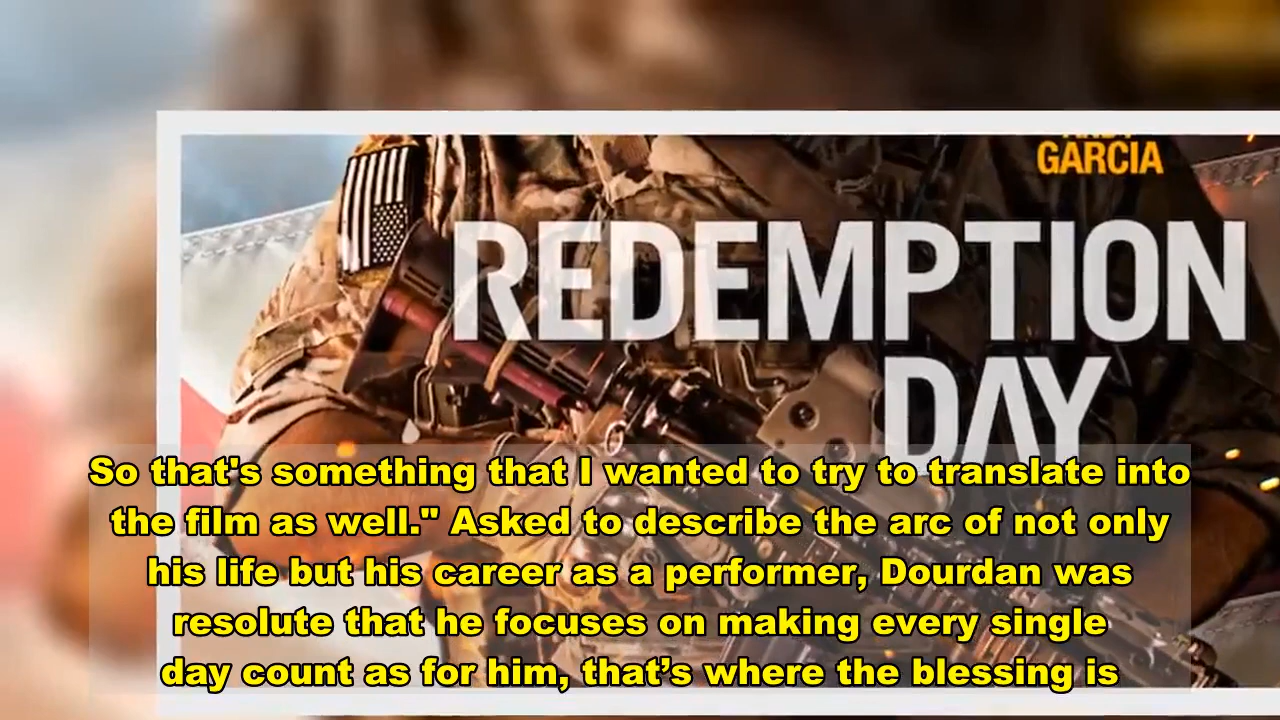 GARCIA
REDEMPTION
DAY
So that's something that I wanted to try to translate into
the film as well." Asked to describe the arc of not only
his life but his career as a performer, Dourdan was
resolute that he focuses on making every single
day count as for him, that’s where the blessing is